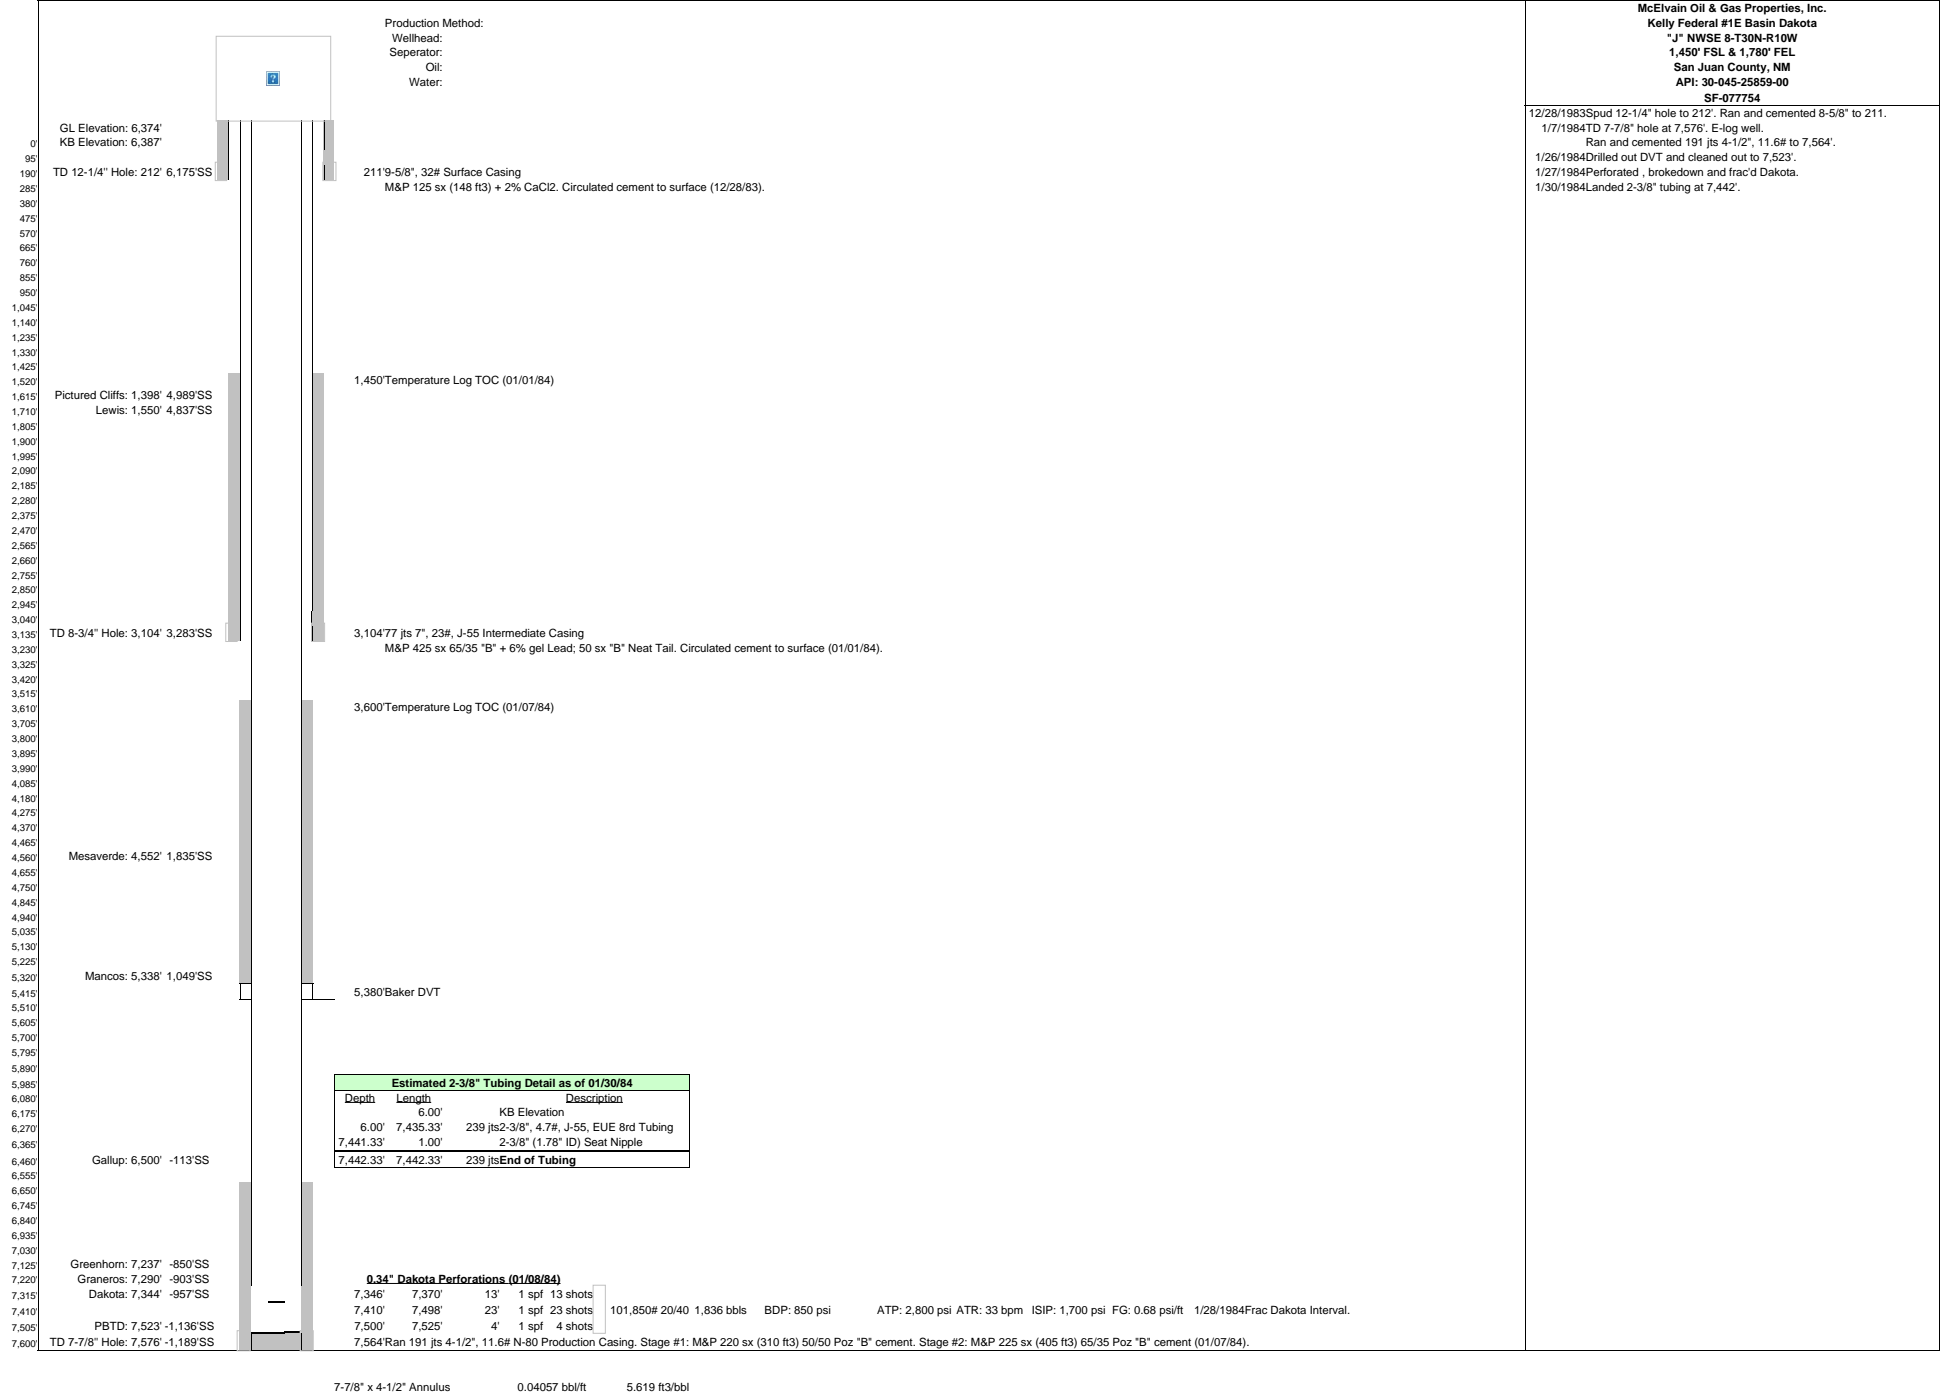 Production Method:
Wellhead:
Seperator:
Oil:
Water:
McElvain Oil & Gas Properties, Inc.
Kelly Federal #1E Basin Dakota
"J" NWSE 8-T30N-R10W
1,450' FSL & 1,780' FEL
San Juan County, NM
API: 30-045-25859-00
SF-077754
12/28/1983 Spud 12-1/4" hole to 212'. Ran and cemented 8-5/8" to 211.
1/7/1984 TD 7-7/8" hole at 7,576'. E-log well.
Ran and cemented 191 jts 4-1/2", 11.6# to 7,564'.
1/26/1984 Drilled out DVT and cleaned out to 7,523'.
1/27/1984 Perforated , brokedown and frac'd Dakota.
1/30/1984 Landed 2-3/8" tubing at 7,442'.
GL Elevation: 6,374'
KB Elevation: 6,387'
0'
95'
190' TD 12-1/4" Hole: 212' 6,175'SS 211' 9-5/8", 32# Surface Casing
285' M&P 125 sx (148 ft3) + 2% CaCl2. Circulated cement to surface (12/28/83).
380'
475'
570'
665'
760'
855'
950'
1,045'
1,140'
1,235'
1,330'
1,425'
1,520' 1,450' Temperature Log TOC (01/01/84)
1,615' Pictured Cliffs: 1,398' 4,989'SS
1,710' Lewis: 1,550' 4,837'SS
1,805'
1,900'
1,995'
2,090'
2,185'
2,280'
2,375'
2,470'
2,565'
2,660'
2,755'
2,850'
2,945'
3,040'
3,135' TD 8-3/4" Hole: 3,104' 3,283'SS 3,104' 77 jts 7", 23#, J-55 Intermediate Casing
3,230' M&P 425 sx 65/35 "B" + 6% gel Lead; 50 sx "B" Neat Tail. Circulated cement to surface (01/01/84).
3,325'
3,420'
3,515'
3,610' 3,600' Temperature Log TOC (01/07/84)
3,705'
3,800'
3,895'
3,990'
4,085'
4,180'
4,275'
4,370'
4,465'
4,560' Mesaverde: 4,552' 1,835'SS
4,655'
4,750'
4,845'
4,940'
5,035'
5,130'
5,225'
5,320' Mancos: 5,338' 1,049'SS
5,415' 5,380' Baker DVT
5,510'
5,605'
5,700'
5,795'
5,890'
5,985' Estimated 2-3/8" Tubing Detail as of 01/30/84
6,080' Depth Length Description
6,175' 6.00' KB Elevation
6,270' 6.00' 7,435.33' 239 jts 2-3/8", 4.7#, J-55, EUE 8rd Tubing
6,365' 7,441.33' 1.00' 2-3/8" (1.78" ID) Seat Nipple
6,460' Gallup: 6,500' -113'SS 7,442.33' 7,442.33' 239 jts End of Tubing
6,555'
6,650'
6,745'
6,840'
6,935'
7,030'
7,125' Greenhorn: 7,237' -850'SS
7,220' Graneros: 7,290' -903'SS 0.34" Dakota Perforations (01/08/84)
7,315' Dakota: 7,344' -957'SS 7,346' 7,370' 13' 1 spf 13 shots
7,410' 7,410' 7,498' 23' 1 spf 23 shots 101,850# 20/40 1,836 bbls BDP: 850 psi ATP: 2,800 psi ATR: 33 bpm ISIP: 1,700 psi FG: 0.68 psi/ft 1/28/1984 Frac Dakota Interval.
7,505' PBTD: 7,523' -1,136'SS 7,500' 7,525' 4' 1 spf 4 shots
7,600' TD 7-7/8" Hole: 7,576' -1,189'SS 7,564' Ran 191 jts 4-1/2", 11.6# N-80 Production Casing. Stage #1: M&P 220 sx (310 ft3) 50/50 Poz "B" cement. Stage #2: M&P 225 sx (405 ft3) 65/35 Poz "B" cement (01/07/84).
7-7/8" x 4-1/2" Annulus 0.04057 bbl/ft 5.619 ft3/bbl